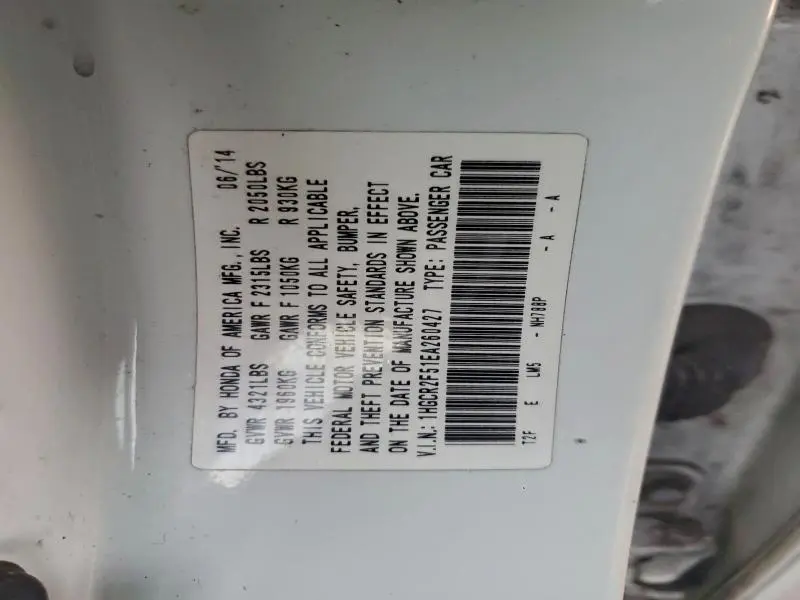 MFD. BY HONDA OF AMERICA MFG., INC. 06/'14
GVWR 4321LBS GAWR F 2315LBS R 2050LBS
GVWR 1960KG GAWR F 1050KG R 930KG
THIS VEHICLE CONFORMS TO ALL APPLICABLE
FEDERAL MOTOR VEHICLE SAFETY, BUMPER,
AND THEFT PREVENTION STANDARDS IN EFFECT
ON THE DATE OF MANUFACTURE SHOWN ABOVE.
V.I.N.: 1HGCR2F51EA260427 TYPE: PASSENGER CAR
T2F E LM5 - NH788P - A - A